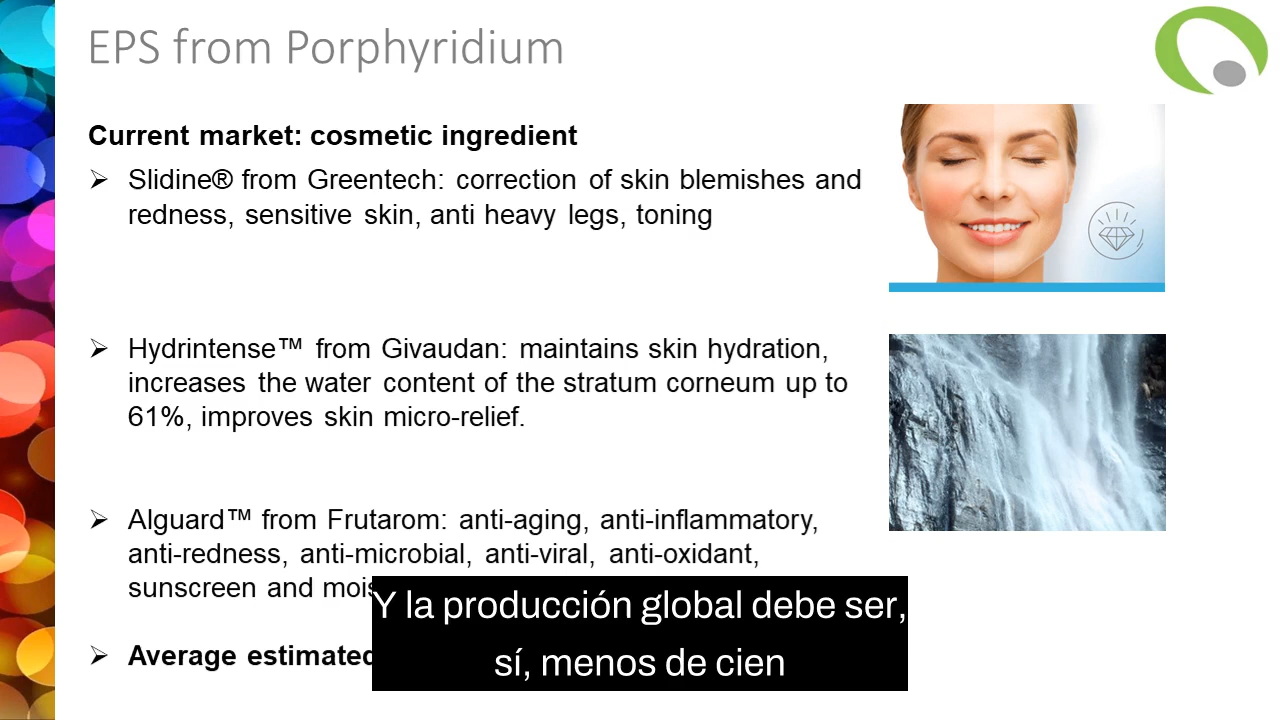 EPS from Porphyridium
Current market: cosmetic ingredient
➢ Slidine® from Greentech: correction of skin blemishes and
redness, sensitive skin, anti heavy legs, toning
➢ Hydrintense™ from Givaudan: maintains skin hydration,
increases the water content of the stratum corneum up to
61%, improves skin micro-relief.
➢ Alguard™ from Frutarom: anti-aging, anti-inflammatory,
anti-redness, anti-microbial, anti-viral, anti-oxidant,
sunscreen and
➢ Average estimated
Y la producción global debe ser,
sí, menos de cien